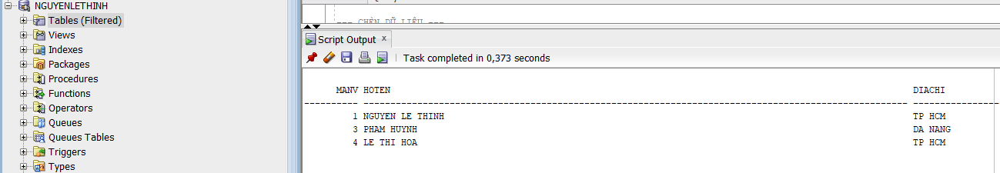 NGUYENLETHINH
Tables (Filtered)
Views
Indexes
Packages
Procedures
Functions
Operators
Queues
Queues Tables
Triggers
Types
--- CHÈN DỮ LIỆU ---
Script Output x
Task completed in 0,373 seconds
MANV HOTEN DIACHI
1 NGUYEN LE THINH TP HCM
3 PHAM HUYNH DA NANG
4 LE THI HOA TP HCM